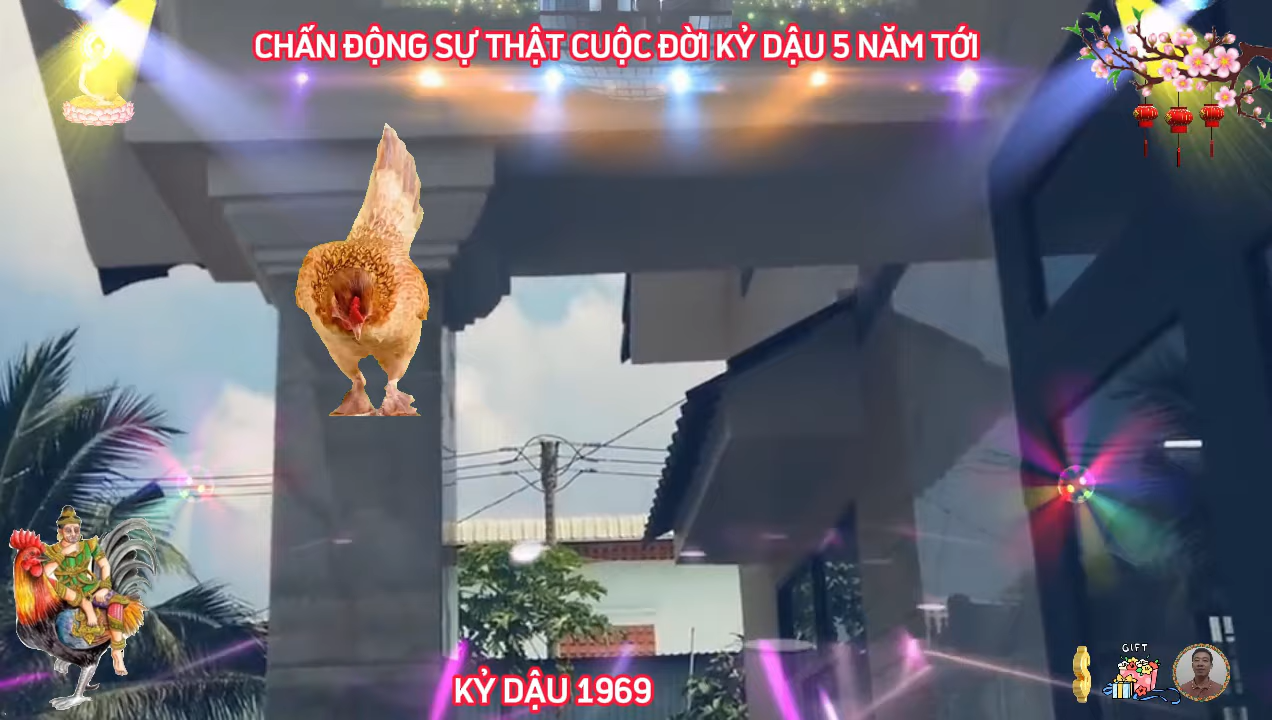 CHẤN ĐỘNG SỰ THẬT CUỘC ĐỜI KỶ DẬU 5 NĂM TỚI
GIFT
KỶ DẬU 1969